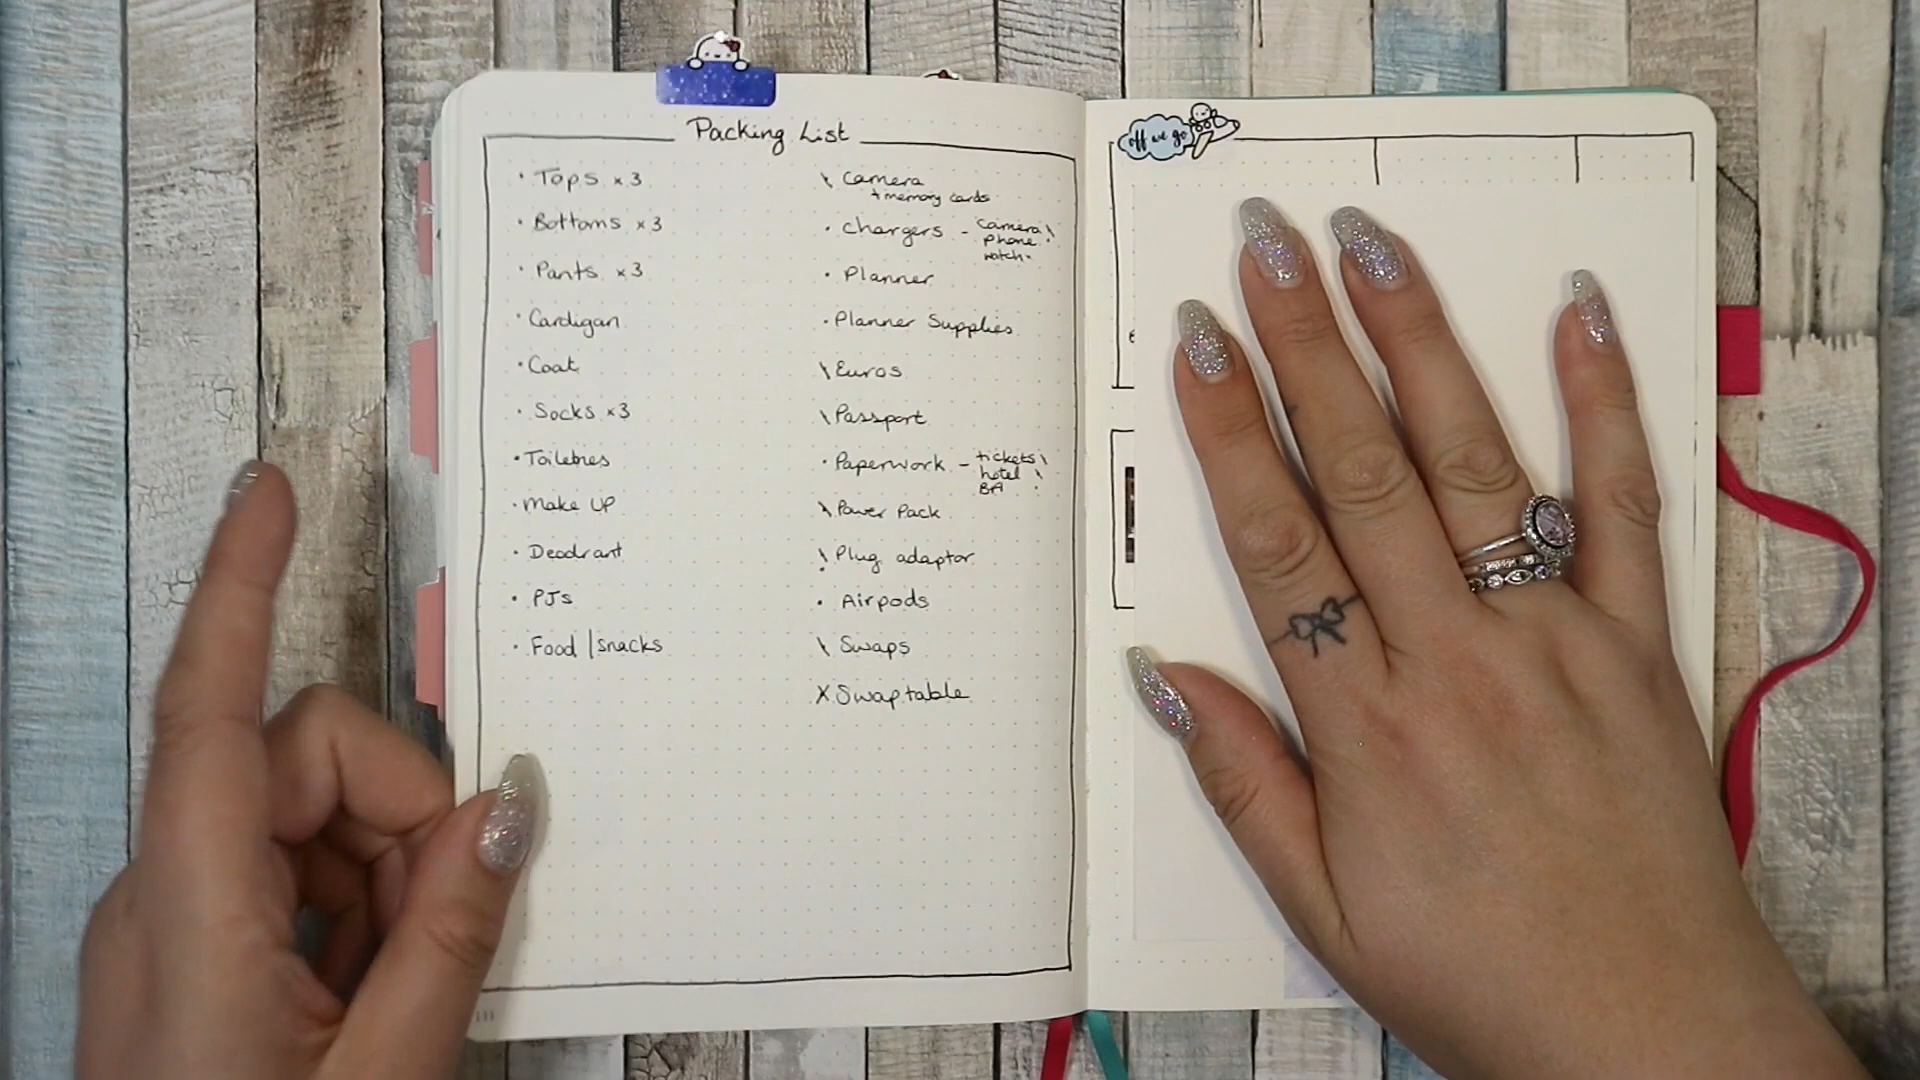 Packing List
• Tops x3
• Bottoms x3
• Pants x3
• Cardigan
• Coat
• Socks x3
• Toiletries
• Make UP
• Deodrant
• PJs
• Food | snacks
\ Camera
+ memory cards
• chargers - Camera \
Phone •
watch •
• Planner
• Planner Supplies
\ Euros
\ Passport
• Paperwork - tickets \
hotel \
BA •
\ Power Pack
\ Plug adaptor
• Airpods
\ Swaps
X Swap table
off we go
111